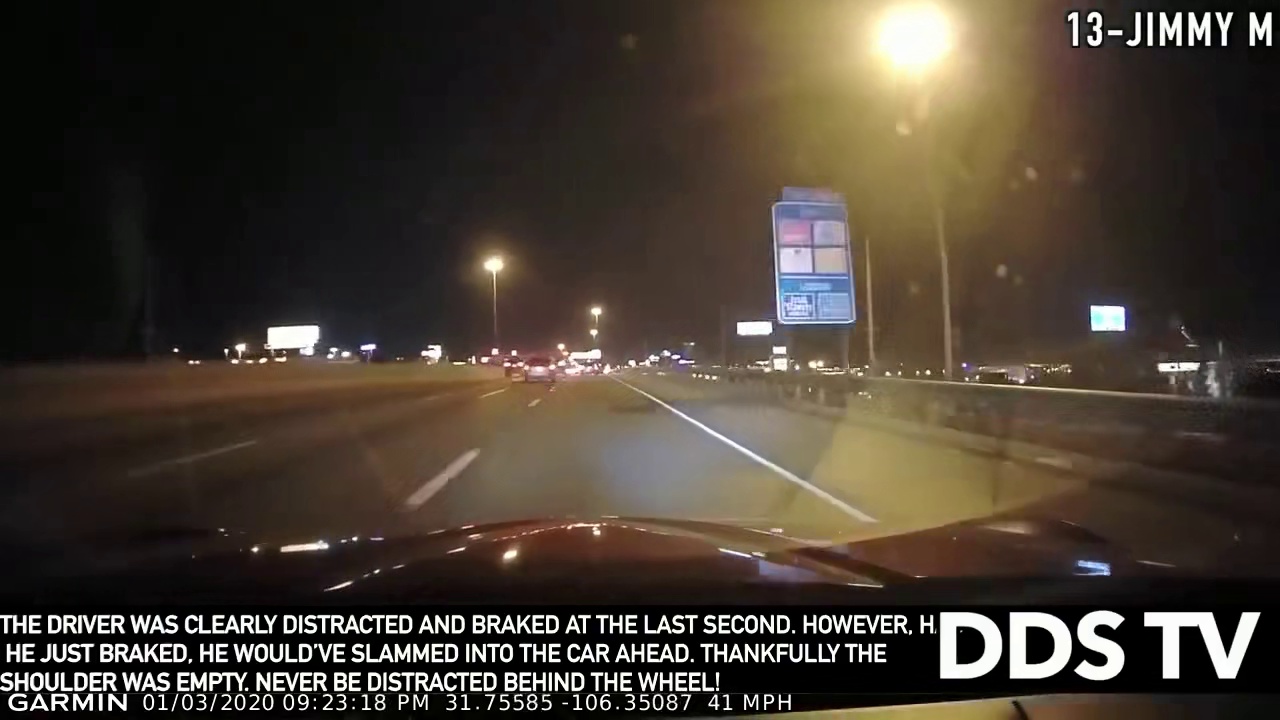 13-JIMMY M
THE DRIVER WAS CLEARLY DISTRACTED AND BRAKED AT THE LAST SECOND. HOWEVER, HA
HE JUST BRAKED, HE WOULD'VE SLAMMED INTO THE CAR AHEAD. THANKFULLY THE
SHOULDER WAS EMPTY. NEVER BE DISTRACTED BEHIND THE WHEEL!
DDS TV
GARMIN 01/03/2020 09:23:18 PM 31.75585 -106.35087 41 MPH